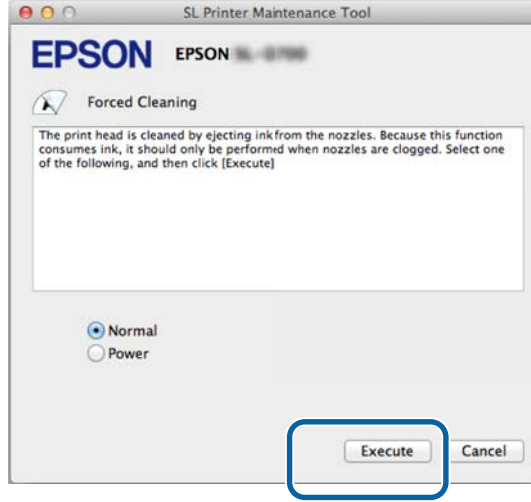 SL Printer Maintenance Tool
EPSON EPSON
Forced Cleaning
The print head is cleaned by ejecting ink from the nozzles. Because this function
consumes ink, it should only be performed when nozzles are clogged. Select one
of the following, and then click [Execute]
Normal
Power
Execute Cancel